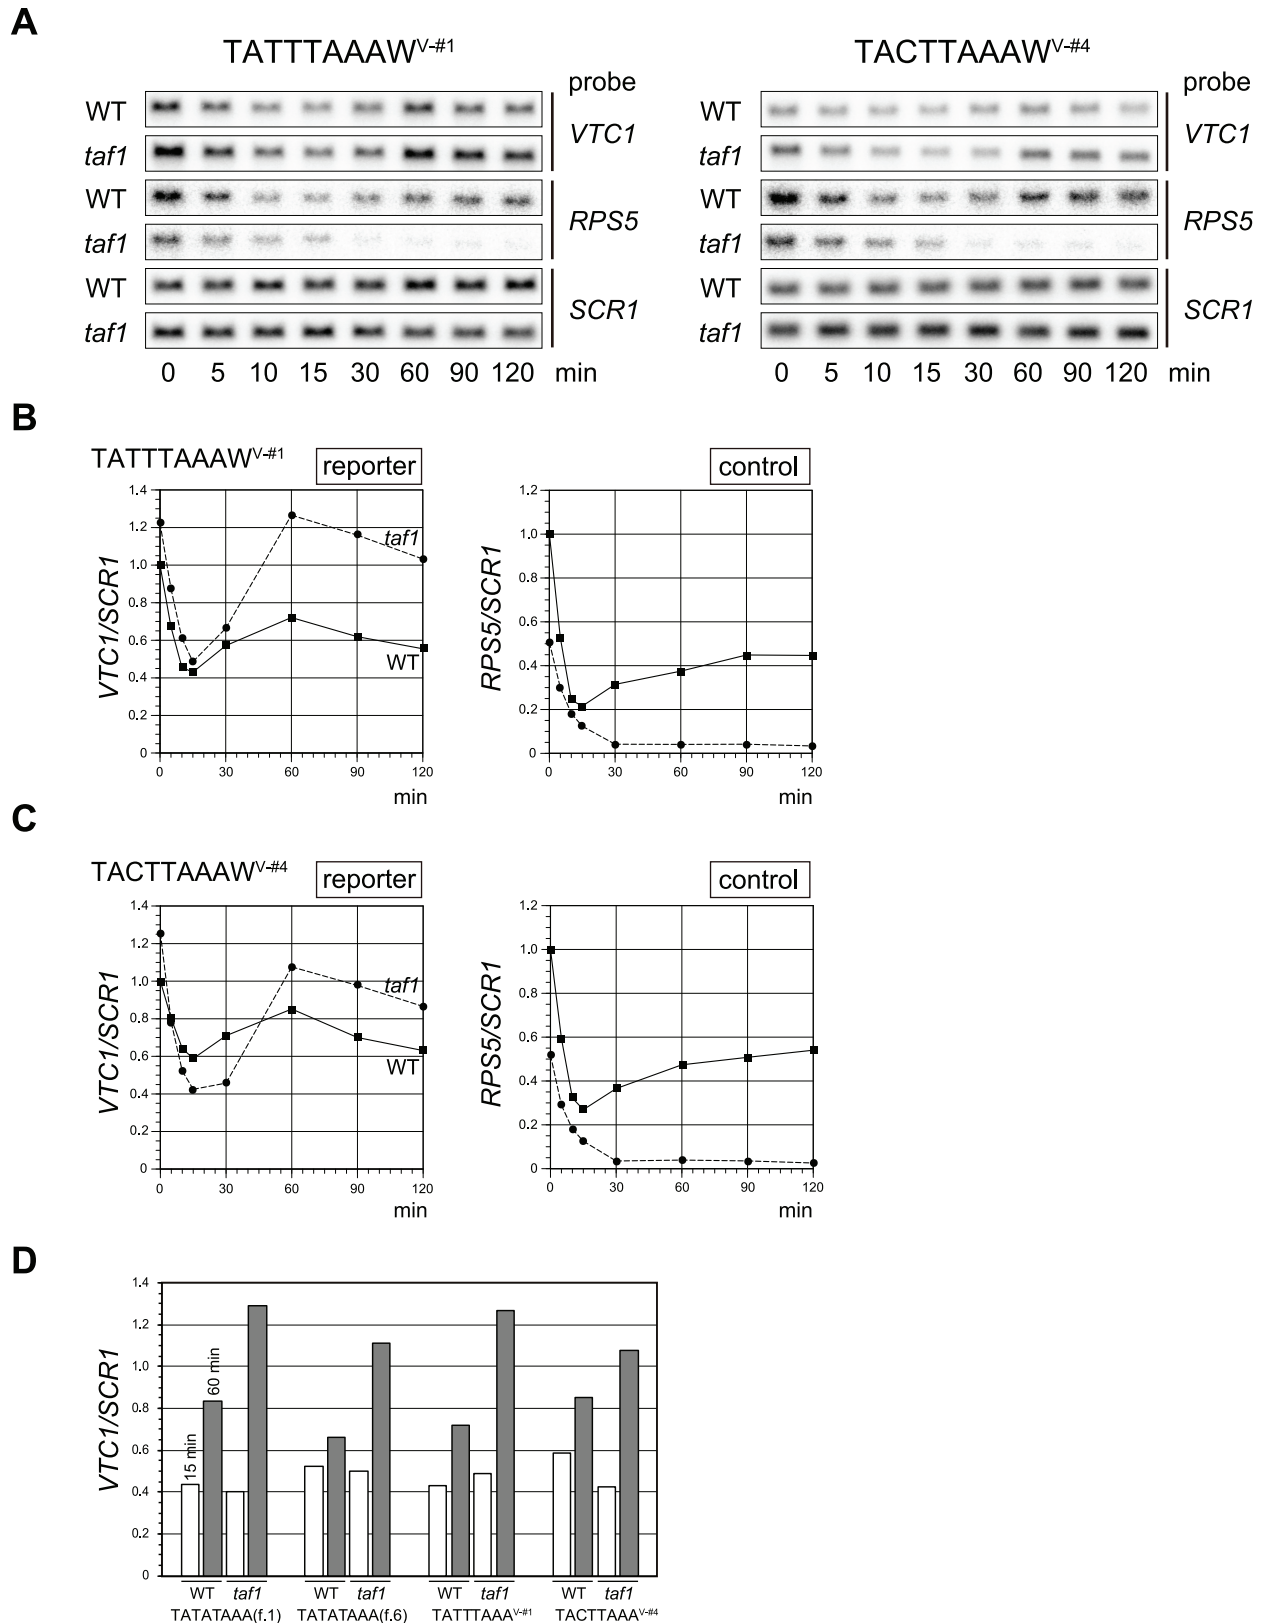 A
TATTTAAAW^V-#1 TACTTAAAW^V-#4
probe probe
WT WT
VTC1 VTC1
taf1 taf1
WT WT
RPS5 RPS5
taf1 taf1
WT WT
SCR1 SCR1
taf1 taf1
0 5 10 15 30 60 90 120 min 0 5 10 15 30 60 90 120 min
B
TATTTAAAW^V-#1 reporter control
1.4
1.2
1.0
0.8
0.6
0.4
0.2
0
VTC1/SCR1
taf1
WT
0 30 60 90 120
min
1.2
1.0
0.8
0.6
0.4
0.2
0
RPS5/SCR1
0 30 60 90 120
min
C
TACTTAAAW^V-#4 reporter control
1.4
1.2
1.0
0.8
0.6
0.4
0.2
0
VTC1/SCR1
taf1
WT
0 30 60 90 120
min
1.2
1.0
0.8
0.6
0.4
0.2
0
RPS5/SCR1
0 30 60 90 120
min
D
1.4
1.2
1.0
0.8
0.6
0.4
0.2
0
VTC1/SCR1
15 min
60 min
WT taf1 WT taf1 WT taf1 WT taf1
TATATAAA(f.1) TATATAAA(f.6) TATTTAAA^V-#1 TACTTAAA^V-#4